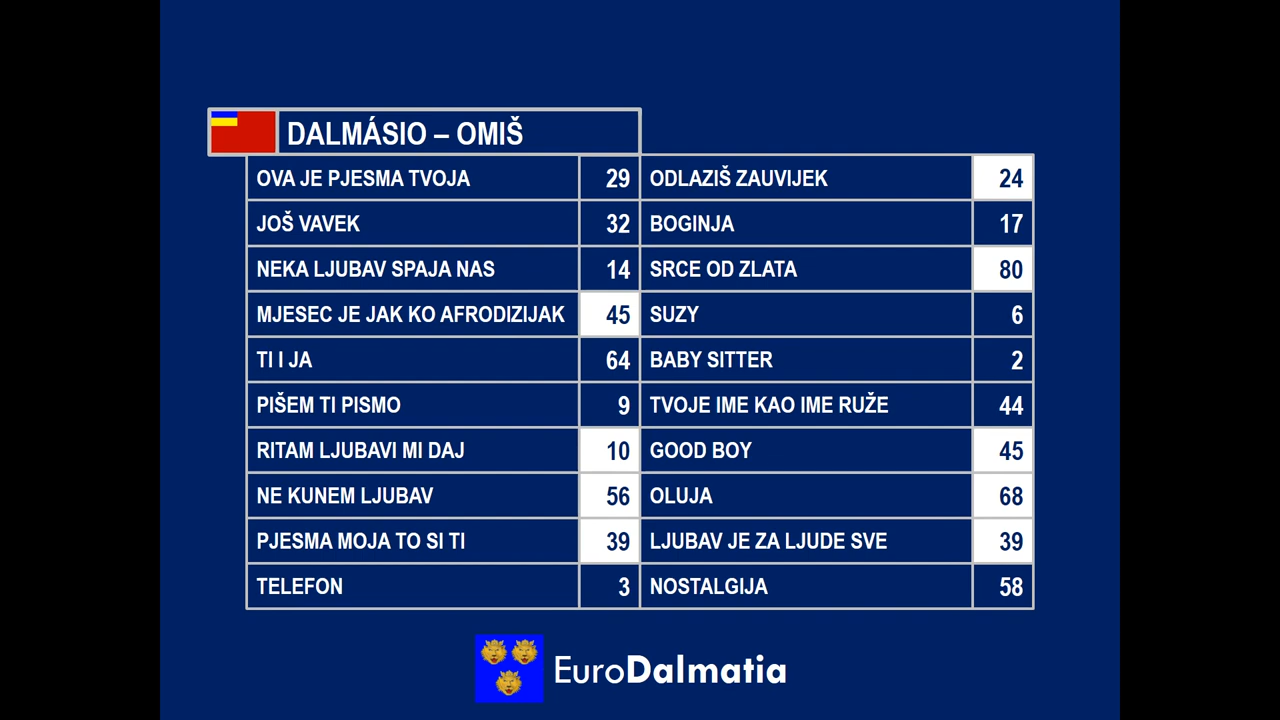 DALMÁSIO – OMIŠ
OVA JE PJESMA TVOJA 29 ODLAZIŠ ZAUVIJEK 24
JOŠ VAVEK 32 BOGINJA 17
NEKA LJUBAV SPAJA NAS 14 SRCE OD ZLATA 80
MJESEC JE JAK KO AFRODIZIJAK 45 SUZY 6
TI I JA 64 BABY SITTER 2
PIŠEM TI PISMO 9 TVOJE IME KAO IME RUŽE 44
RITAM LJUBAVI MI DAJ 10 GOOD BOY 45
NE KUNEM LJUBAV 56 OLUJA 68
PJESMA MOJA TO SI TI 39 LJUBAV JE ZA LJUDE SVE 39
TELEFON 3 NOSTALGIJA 58
EuroDalmatia